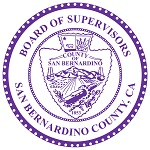 BOARD OF SUPERVISORS
COUNTY
OF
SAN BERNARDINO
1853
SAN BERNARDINO COUNTY, CA